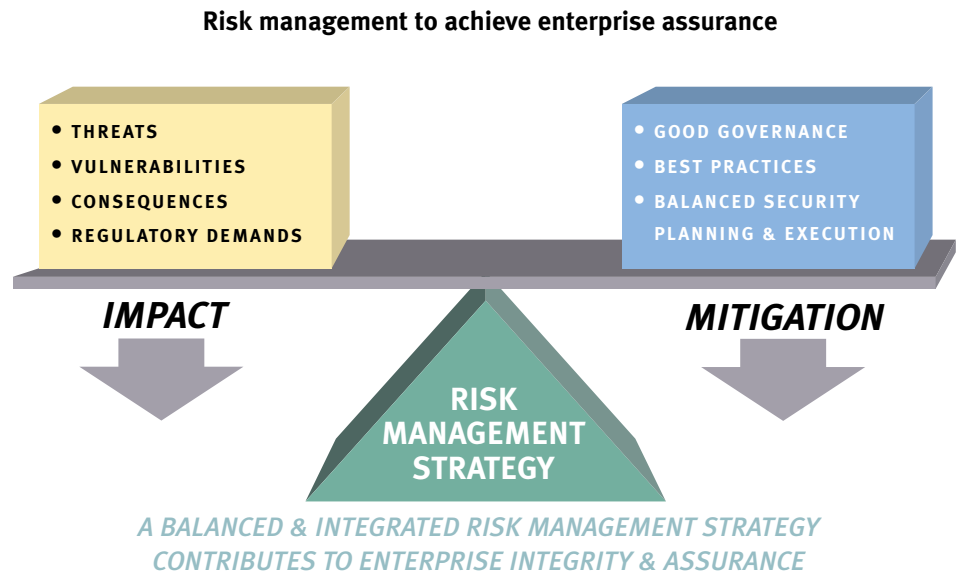 Risk management to achieve enterprise assurance
• THREATS
• VULNERABILITIES
• CONSEQUENCES
• REGULATORY DEMANDS
• GOOD GOVERNANCE
• BEST PRACTICES
• BALANCED SECURITY
PLANNING & EXECUTION
IMPACT
MITIGATION
RISK
MANAGEMENT
STRATEGY
A BALANCED & INTEGRATED RISK MANAGEMENT STRATEGY
CONTRIBUTES TO ENTERPRISE INTEGRITY & ASSURANCE